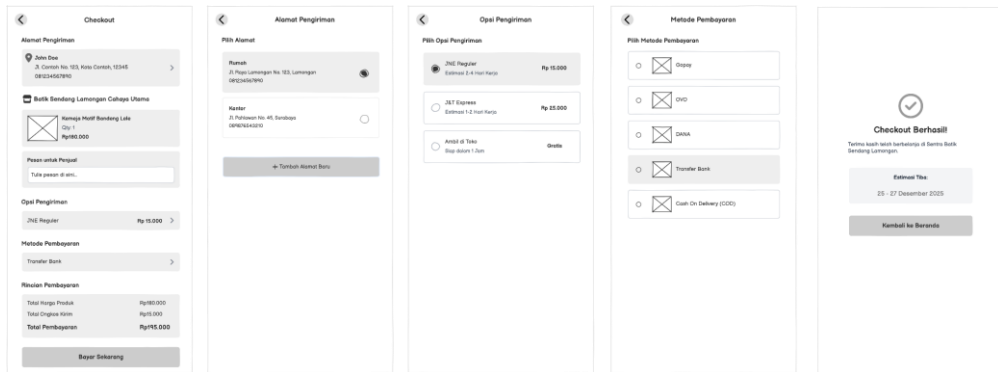 Checkout
Alamat Pengiriman
John Doe
Jl. Contoh No. 123, Kota Contoh, 12345
081234567890
Batik Sendang Lamongan Cahaya Utama
Kemeja Motif Bandeng Lele
Qty: 1
Rp180.000
Pesan untuk Penjual
Tulis pesan di sini..
Opsi Pengiriman
JNE Reguler
Rp 15.000
Metode Pembayaran
Transfer Bank
Rincian Pembayaran
Total Harga Produk
Rp180.000
Total Ongkos Kirim
Rp15.000
Total Pembayaran
Rp195.000
Bayar Sekarang
Alamat Pengiriman
Pilih Alamat
Rumah
Jl. Raya Lamongan No. 123, Lamongan
081234567890
Kantor
Jl. Pahlawan No. 45, Surabaya
089876543210
+ Tambah Alamat Baru
Opsi Pengiriman
Pilih Opsi Pengiriman
JNE Reguler
Estimasi 2-4 Hari Kerja
Rp 15.000
J&T Express
Estimasi 1-2 Hari Kerja
Rp 25.000
Ambil di Toko
Siap dalam 1 Jam
Gratis
Metode Pembayaran
Pilih Metode Pembayaran
Gopay
OVO
DANA
Transfer Bank
Cash On Delivery (COD)
Checkout Berhasil!
Terima kasih telah berbelanja di Sentra Batik
Sendang Lamongan.
Estimasi Tiba:
25 - 27 Desember 2025
Kembali ke Beranda